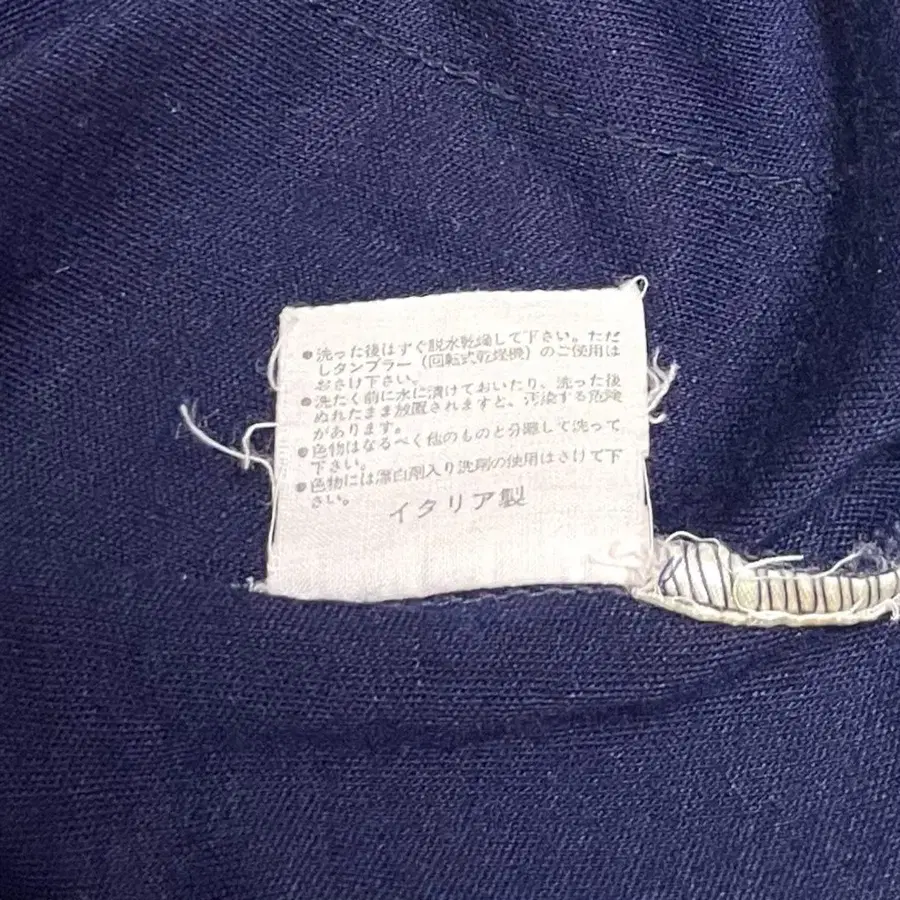 ●洗った後はすぐ脱水乾燥して下さい。ただ
しタンブラー（回転式乾燥機）のご使用は
おさけ下さい。
●洗たく前に水に漬けておいたり、洗った後
ぬれたまま放置されますと、汚染する危険
があります。
●色物はなるべく他のものと分離して洗って
下さい。
●色物には漂白剤入り洗剤の使用はさけて下
さい。
イタリア製